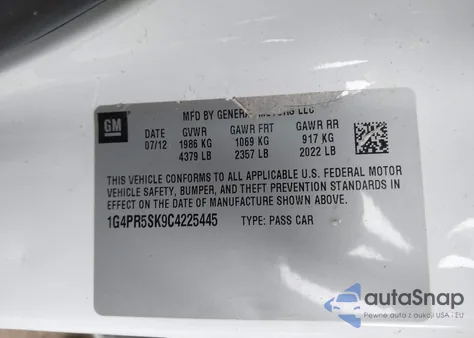 MFD BY GENERAL MOTORS LLC
GM
07/12
GVWR GAWR FRT GAWR RR
1986 KG 1069 KG 917 KG
4379 LB 2357 LB 2022 LB
THIS VEHICLE CONFORMS TO ALL APPLICABLE U.S. FEDERAL MOTOR
VEHICLE SAFETY, BUMPER, AND THEFT PREVENTION STANDARDS IN
EFFECT ON THE DATE OF MANUFACTURE SHOWN ABOVE.
1G4PR5SK9C4225445 TYPE: PASS CAR
autoSnap
Pewne auta z aukcji USA i EU